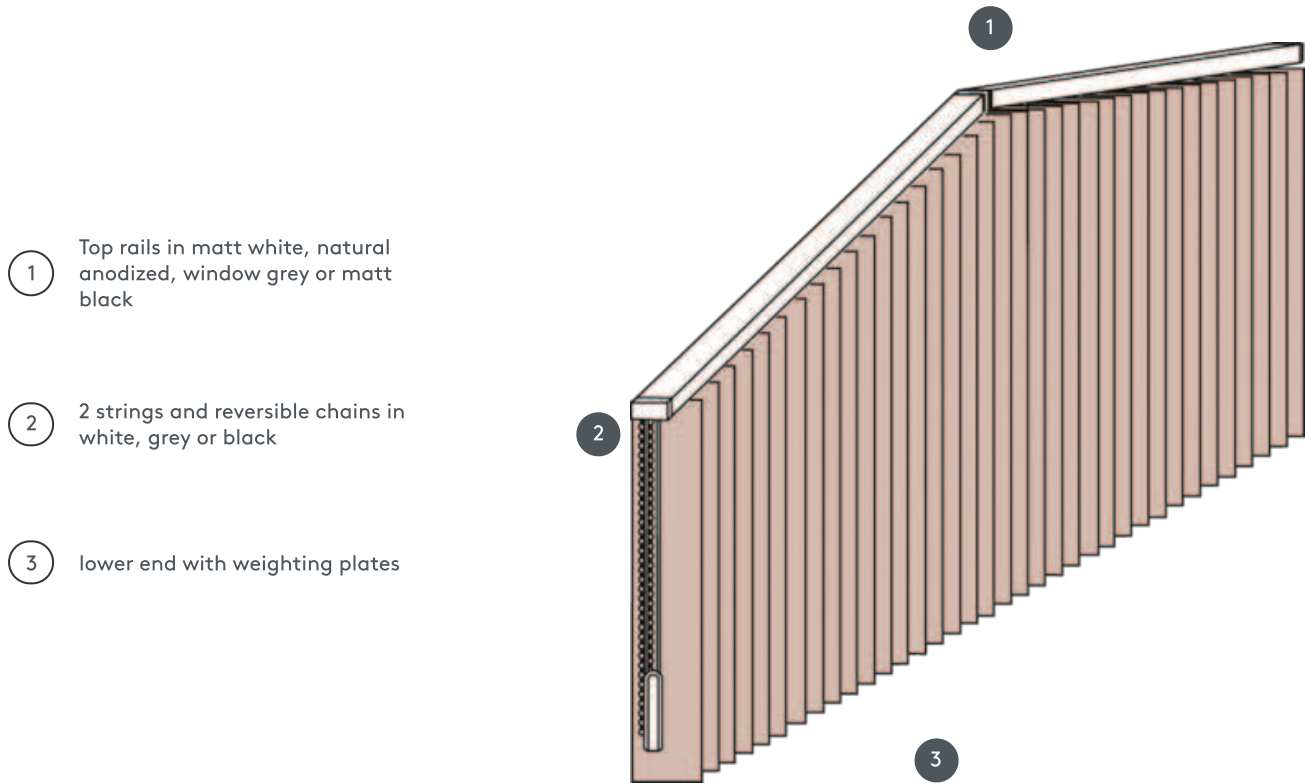 1
1
Top rails in matt white, natural
anodized, window grey or matt
black
2
2 strings and reversible chains in
white, grey or black
2
3
lower end with weighting plates
3